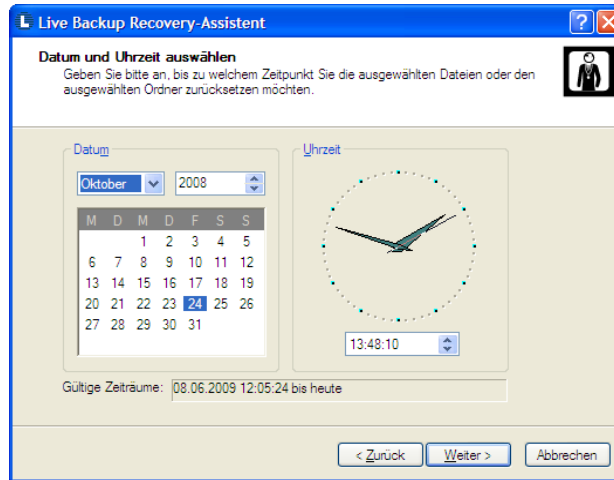 L Live Backup Recovery-Assistent
Datum und Uhrzeit auswählen
Geben Sie bitte an, bis zu welchem Zeitpunkt Sie die ausgewählten Dateien oder den
ausgewählten Ordner zurücksetzen möchten.
Datum
Oktober 2008
M D M D F S S
1 2 3 4 5
6 7 8 9 10 11 12
13 14 15 16 17 18 19
20 21 22 23 24 25 26
27 28 29 30 31
Uhrzeit
13:48:10
Gültige Zeiträume: 08.06.2009 12:05:24 bis heute
< Zurück Weiter > Abbrechen